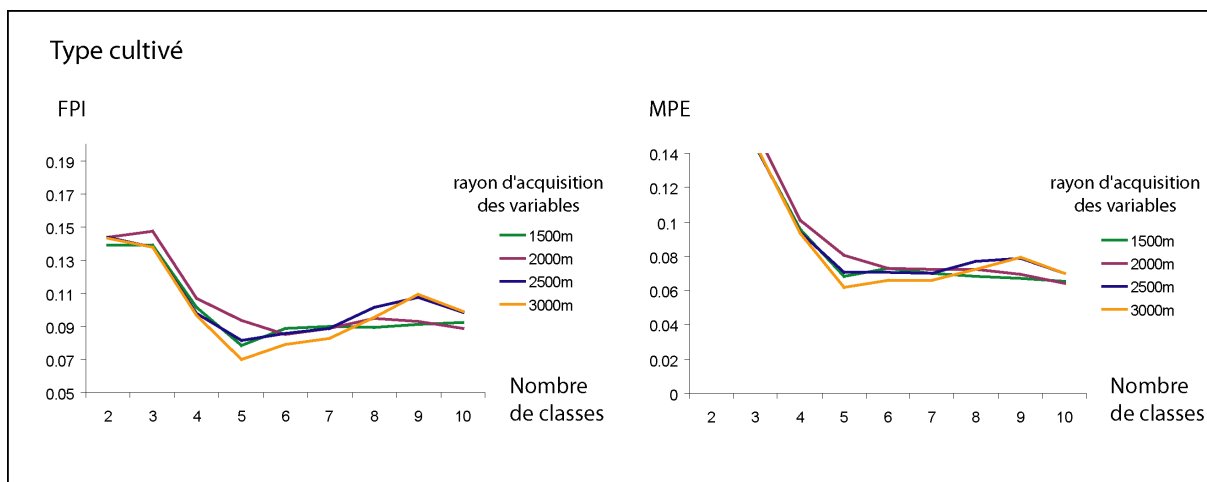 Type cultivé
FPI
0.19
0.17
0.15
0.13
0.11
0.09
0.07
0.05
2 3 4 5 6 7 8 9 10
rayon d'acquisition
des variables
1500m
2000m
2500m
3000m
Nombre
de classes
MPE
0.14
0.12
0.1
0.08
0.06
0.04
0.02
0
2 3 4 5 6 7 8 9 10
rayon d'acquisition
des variables
1500m
2000m
2500m
3000m
Nombre
de classes